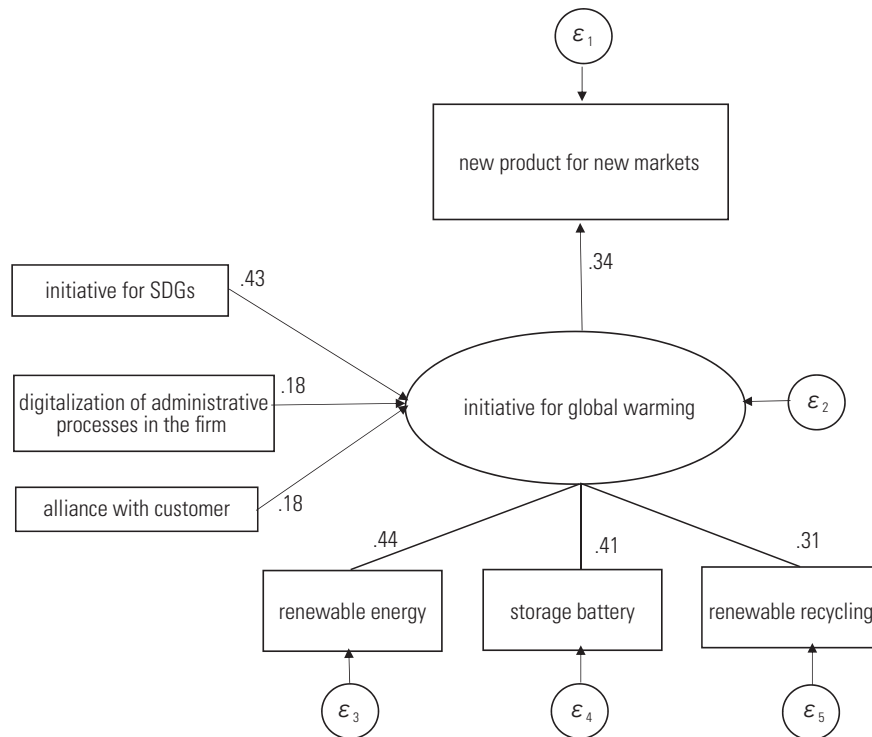 ε1
new product for new markets
.34
.43
initiative for SDGs
.18
digitalization of administrative
processes in the firm
initiative for global warming
ε2
alliance with customer
.18
.44
.41
.31
renewable energy
storage battery
renewable recycling
ε3
ε4
ε5